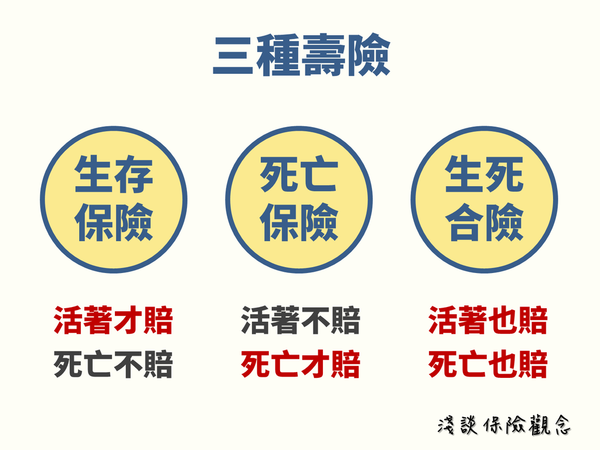 三種壽險
生存
保險
死亡
保險
生死
合險
活著才賠
死亡不賠
活著不賠
死亡才賠
活著也賠
死亡也賠
淺談保險觀念